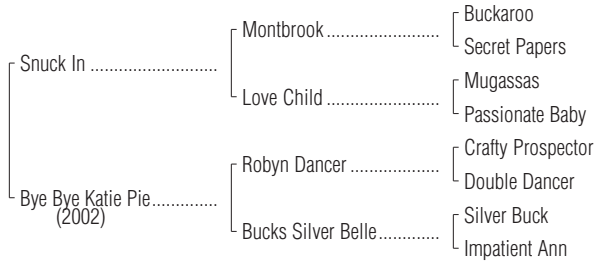 Buckaroo
Montbrook
Secret Papers
Snuck In
Mugassas
Love Child
Passionate Baby
Crafty Prospector
Robyn Dancer
Double Dancer
Bye Bye Katie Pie
(2002)
Silver Buck
Bucks Silver Belle
Impatient Ann